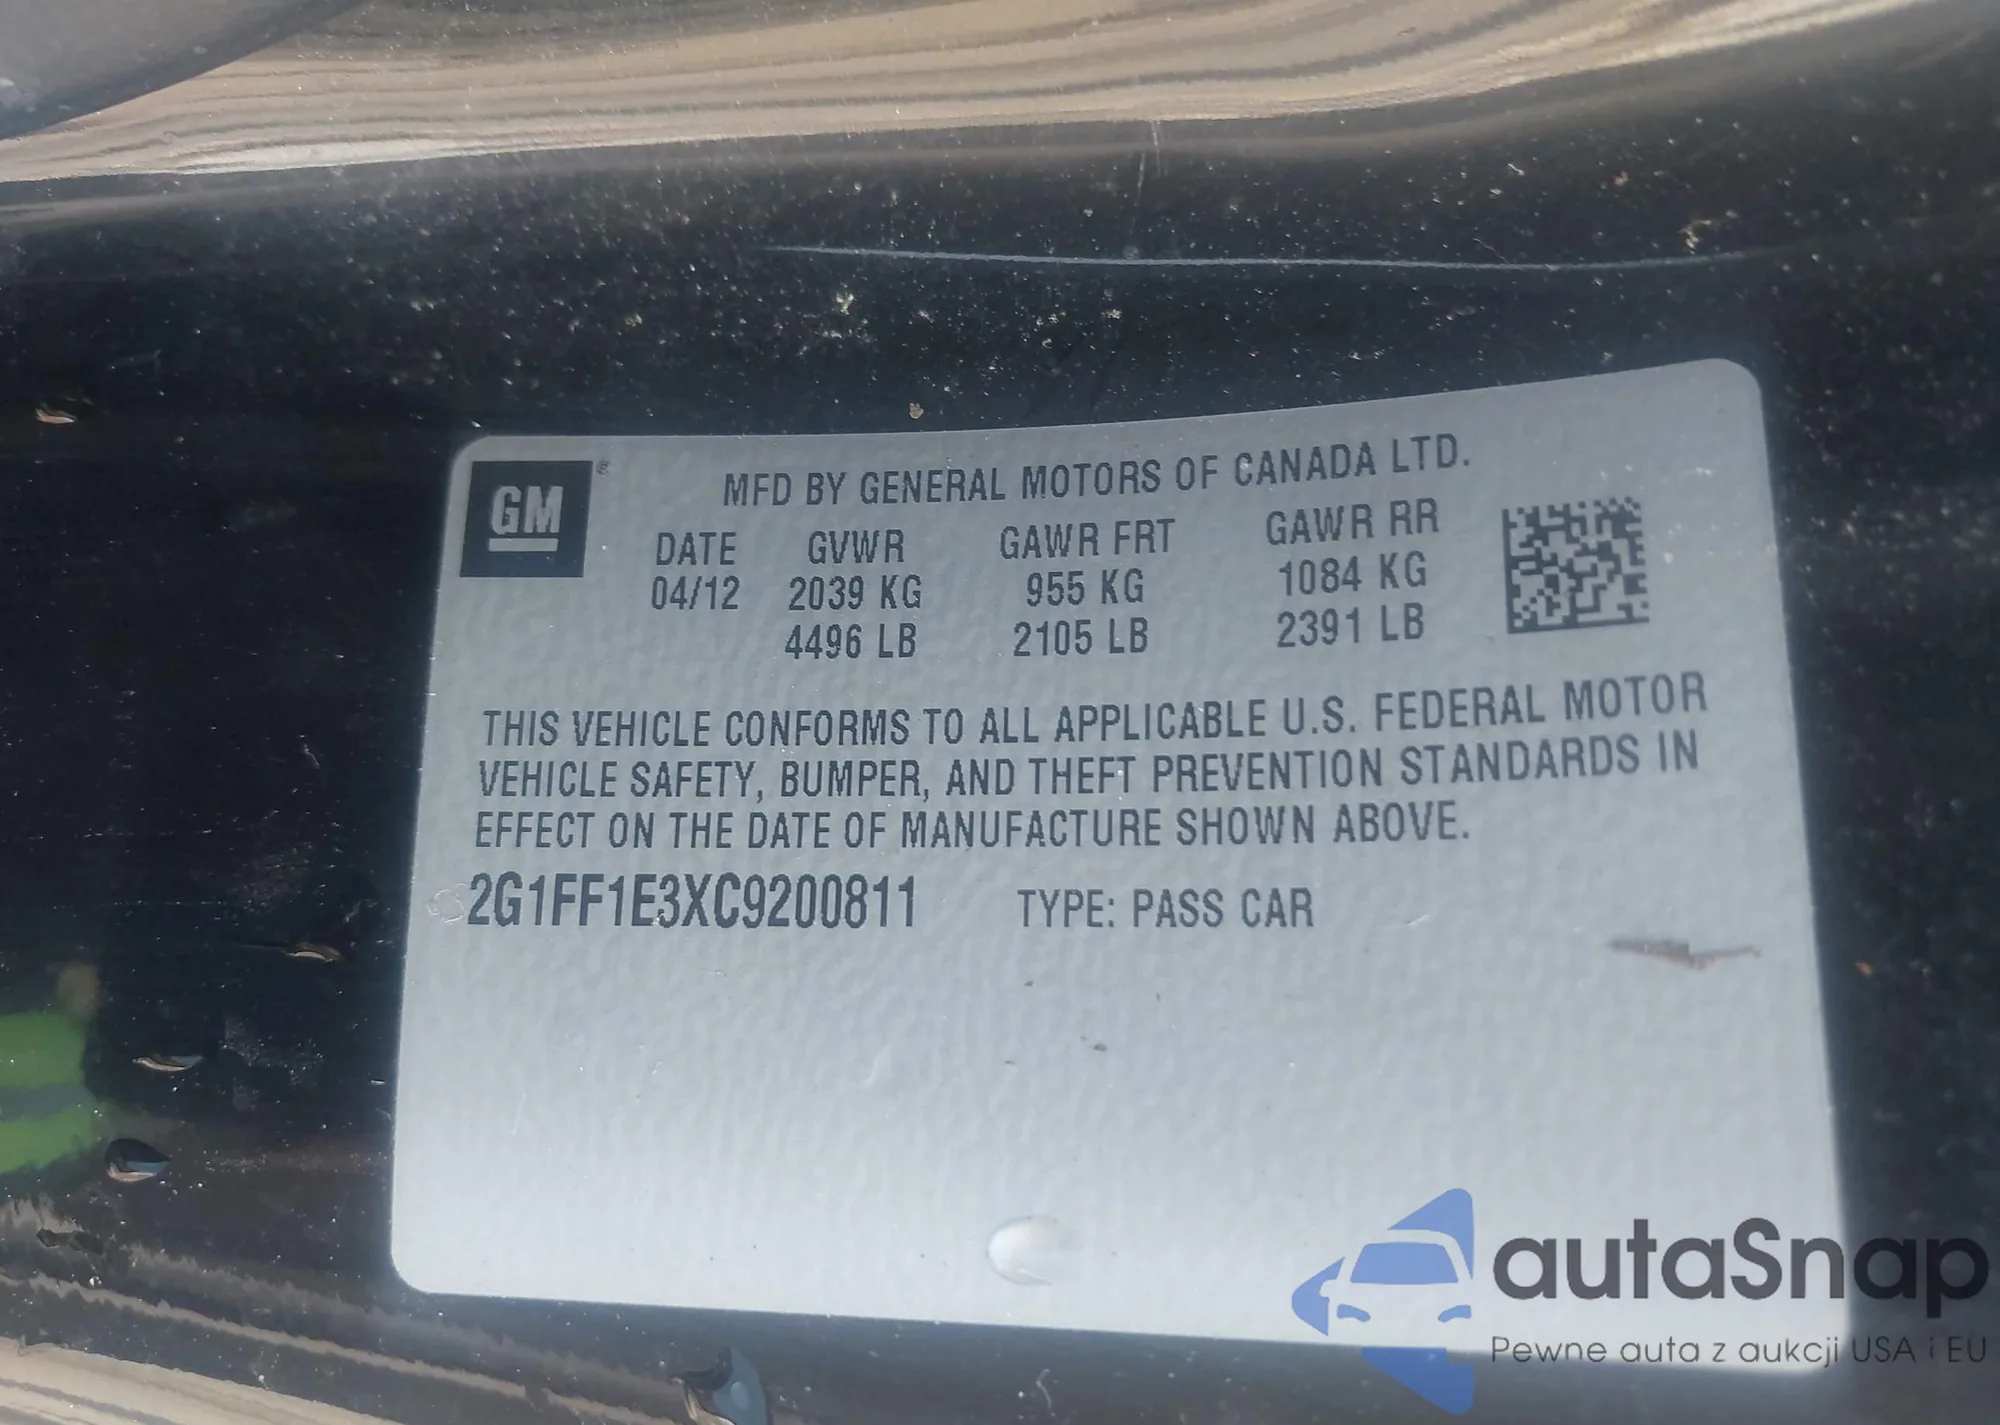 GM ®
MFD BY GENERAL MOTORS OF CANADA LTD.
DATE GVWR GAWR FRT GAWR RR
04/12 2039 KG 955 KG 1084 KG
4496 LB 2105 LB 2391 LB
THIS VEHICLE CONFORMS TO ALL APPLICABLE U.S. FEDERAL MOTOR
VEHICLE SAFETY, BUMPER, AND THEFT PREVENTION STANDARDS IN
EFFECT ON THE DATE OF MANUFACTURE SHOWN ABOVE.
2G1FF1E3XC9200811 TYPE: PASS CAR
autaSnap
Pewne auta z aukcji USA i EU